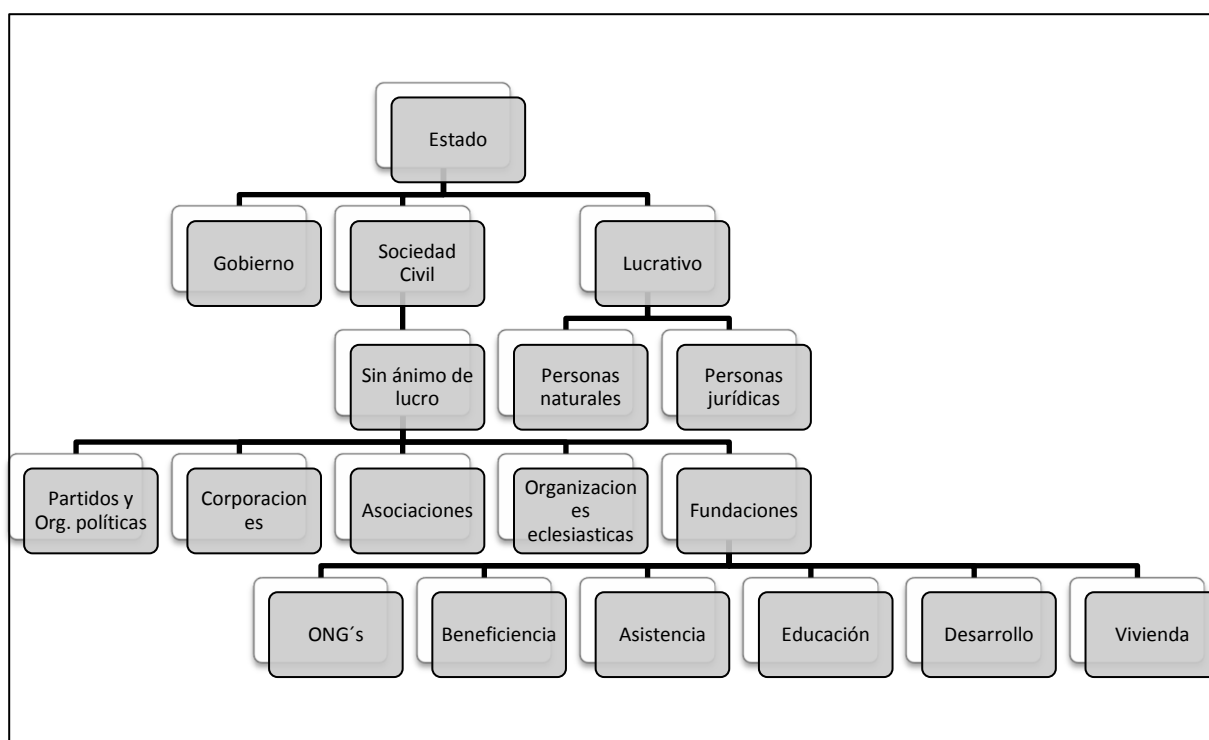 Estado
Gobierno
Sociedad
Civil
Lucrativo
Sin ánimo de
lucro
Personas
naturales
Personas
jurídicas
Partidos y
Org. políticas
Corporacion
es
Asociaciones
Organizacion
es
eclesiasticas
Fundaciones
ONG´s
Beneficiencia
Asistencia
Educación
Desarrollo
Vivienda